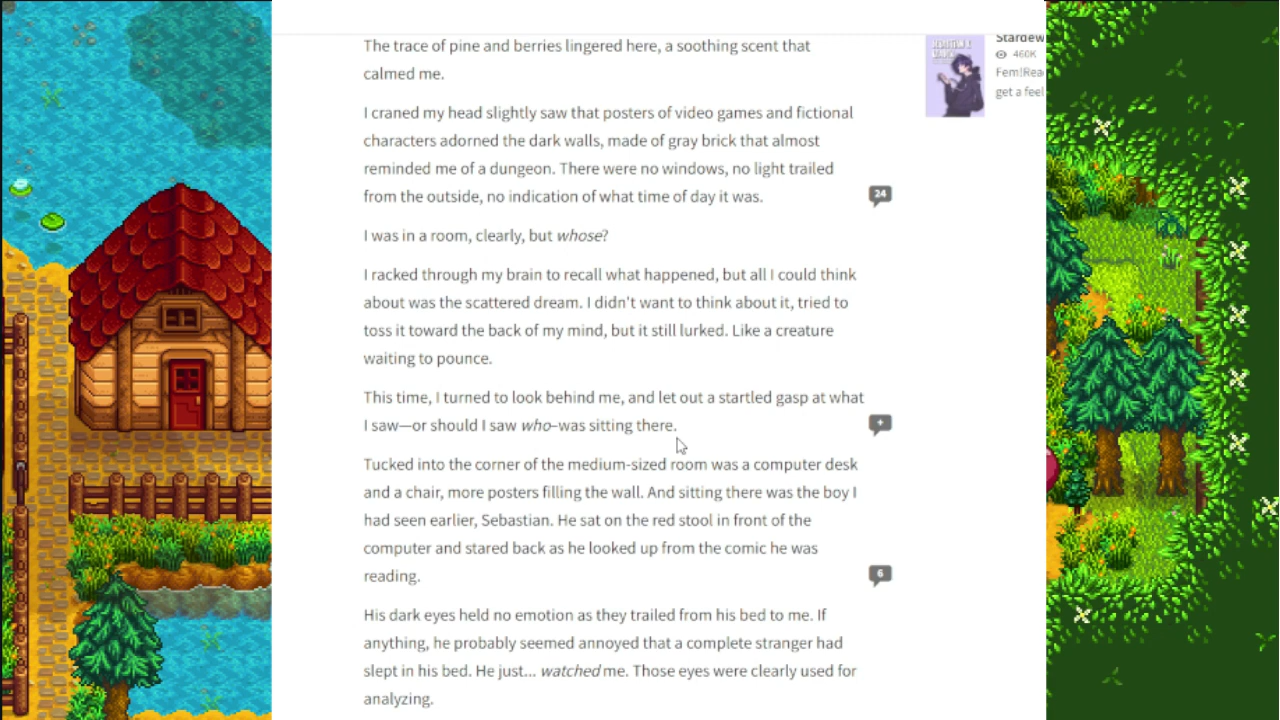 The trace of pine and berries lingered here, a soothing scent that
calmed me.
I craned my head slightly saw that posters of video games and fictional
characters adorned the dark walls, made of gray brick that almost
reminded me of a dungeon. There were no windows, no light trailed
from the outside, no indication of what time of day it was.
24
I was in a room, clearly, but whose?
I racked through my brain to recall what happened, but all I could think
about was the scattered dream. I didn't want to think about it, tried to
toss it toward the back of my mind, but it still lurked. Like a creature
waiting to pounce.
This time, I turned to look behind me, and let out a startled gasp at what
I saw—or should I saw who-was sitting there.
+
Tucked into the corner of the medium-sized room was a computer desk
and a chair, more posters filling the wall. And sitting there was the boy I
had seen earlier, Sebastian. He sat on the red stool in front of the
computer and stared back as he looked up from the comic he was
reading.
6
His dark eyes held no emotion as they trailed from his bed to me. If
anything, he probably seemed annoyed that a complete stranger had
slept in his bed. He just... watched me. Those eyes were clearly used for
analyzing.
Stardew
460K
Fem!Rea
get a feel